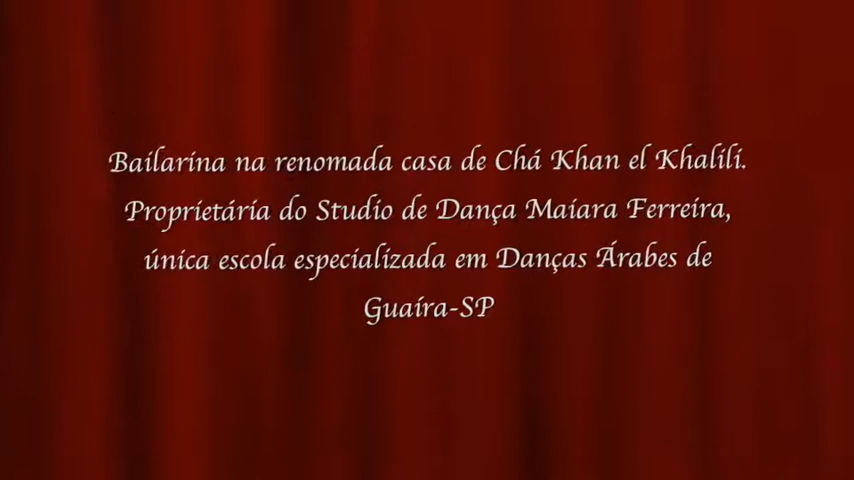 Bailarina na renomada casa de Chá Khan el Khalili.
Proprietária do Studio de Dança Maiara Ferreira,
única escola especializada em Danças Árabes de
Guaíra-SP